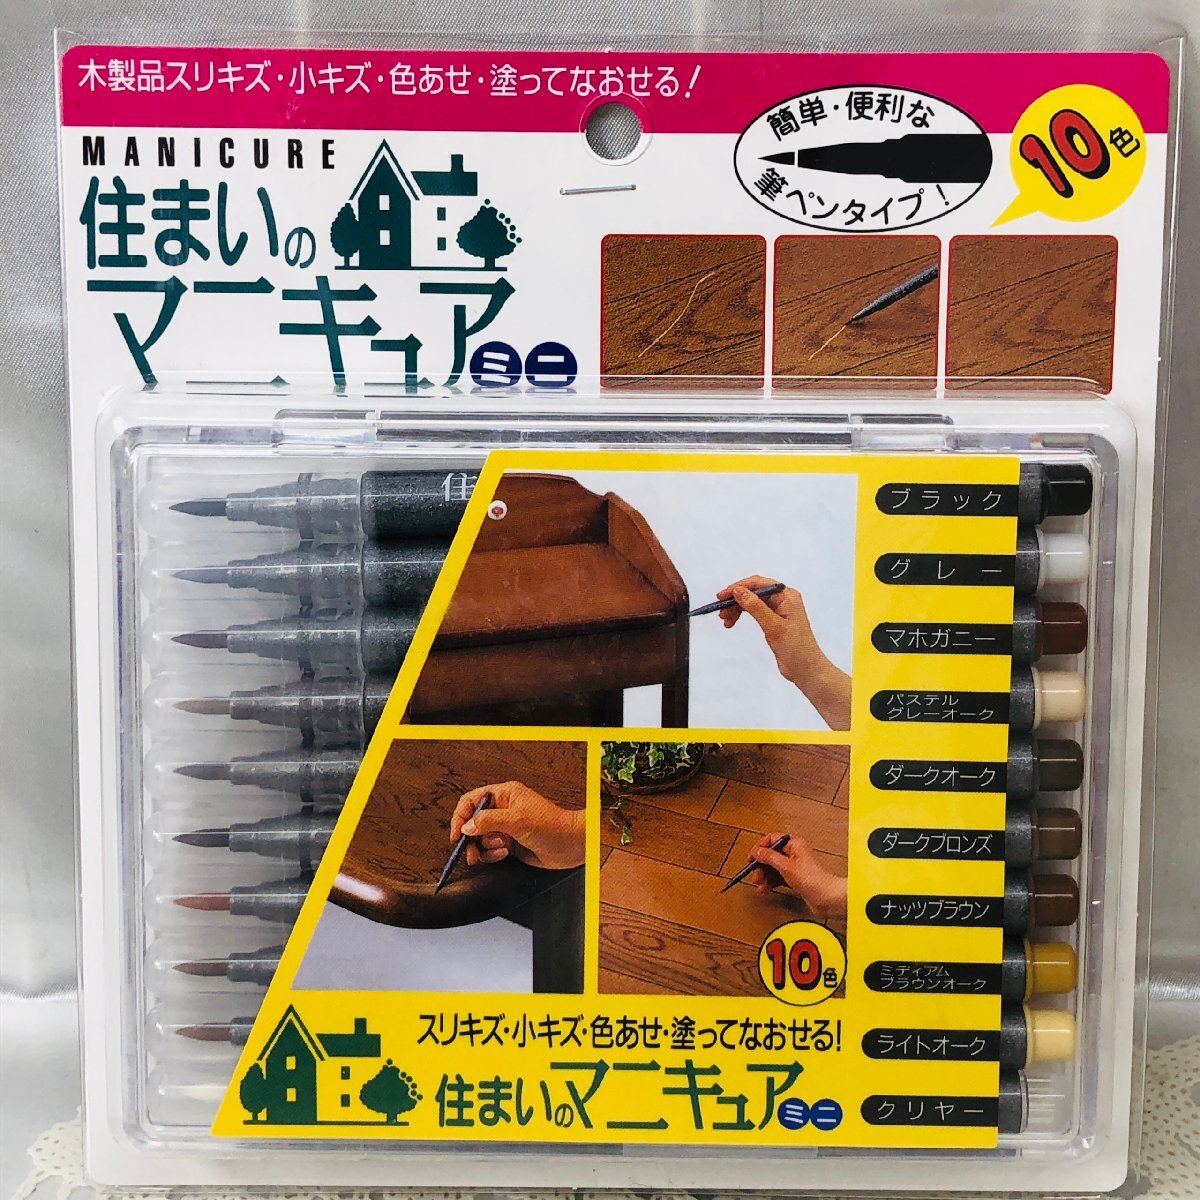 木製品スリキズ・小キズ・色あせ・塗ってなおせる!
MANICURE
住まいの
マニキュア ミニ
簡単・便利な
筆ペンタイプ!
10色
住
ブラック
グレー
マホガニー
パステル
グレーオーク
ダークオーク
ダークブロンズ
ナッツブラウン
ミディアム
ブラウンオーク
ライトオーク
クリヤー
10色
スリキズ・小キズ・色あせ・塗ってなおせる!
住まいのマニキュア ミニ